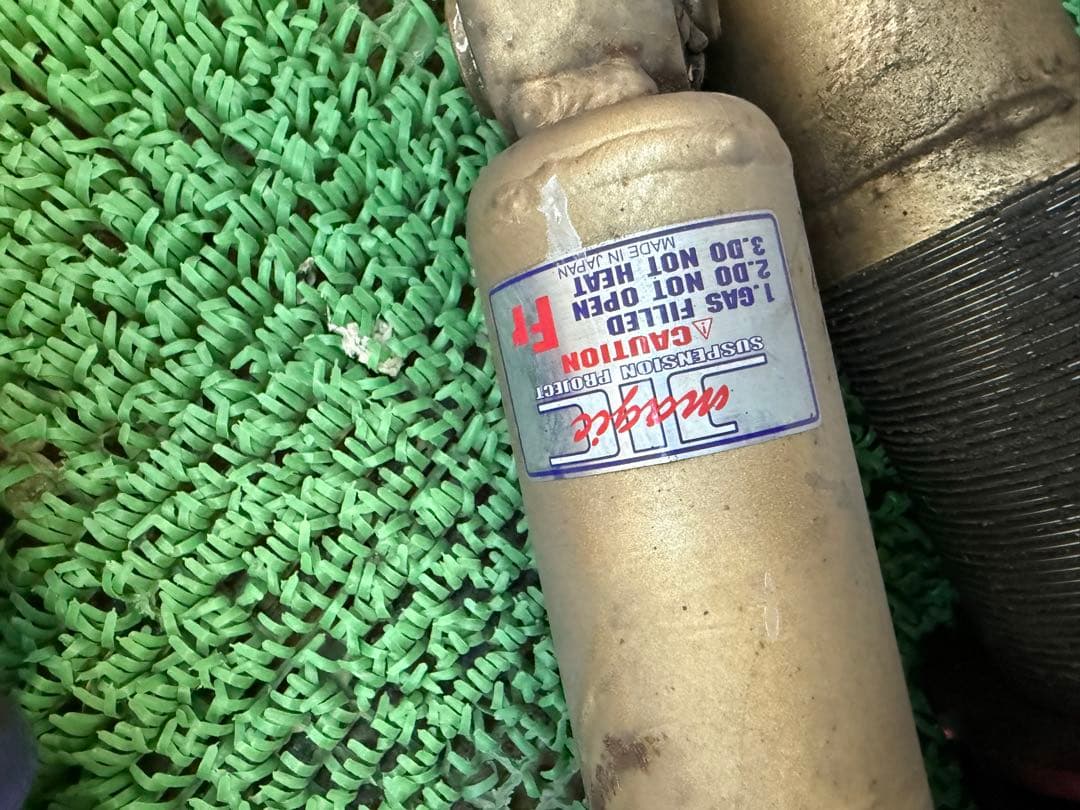 JIC
magic
SUSPENSION PROJECT
⚠CAUTION
1.GAS FILLED
2.DO NOT OPEN
3.DO NOT HEAT
MADE IN JAPAN
Fr